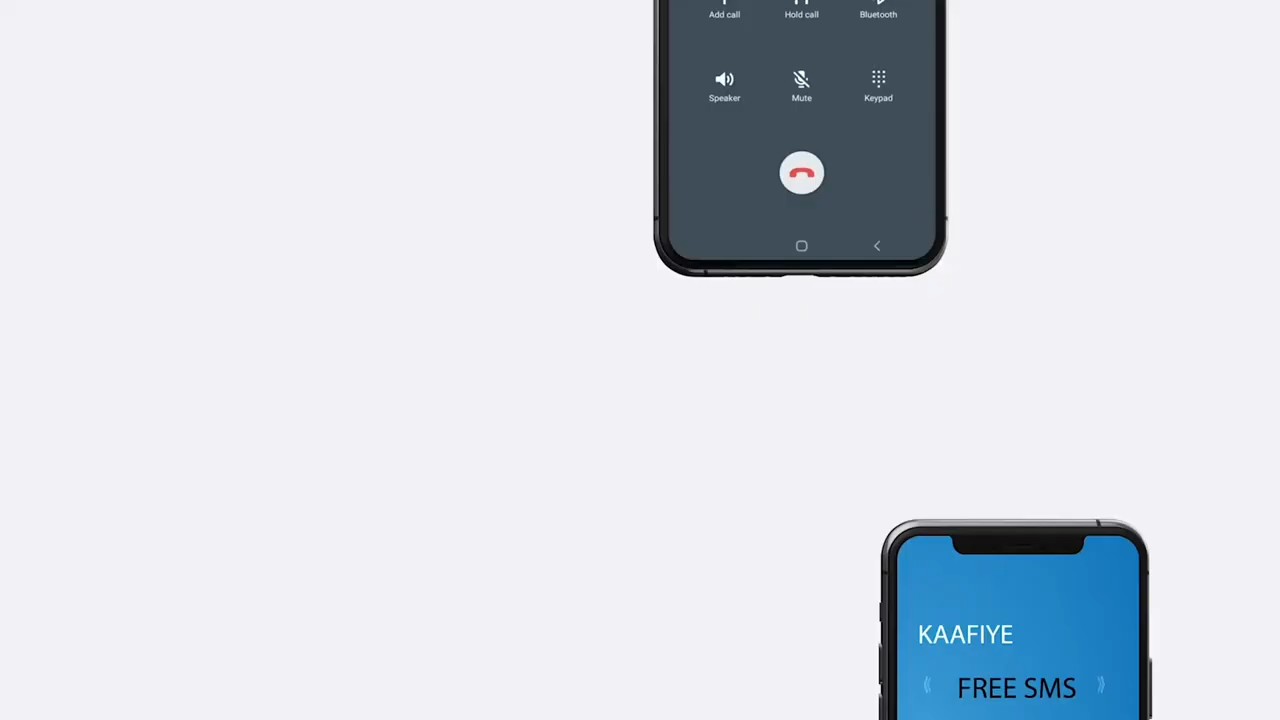 Add call Hold call Bluetooth
Speaker Mute Keypad
KAAFIYE
FREE SMS